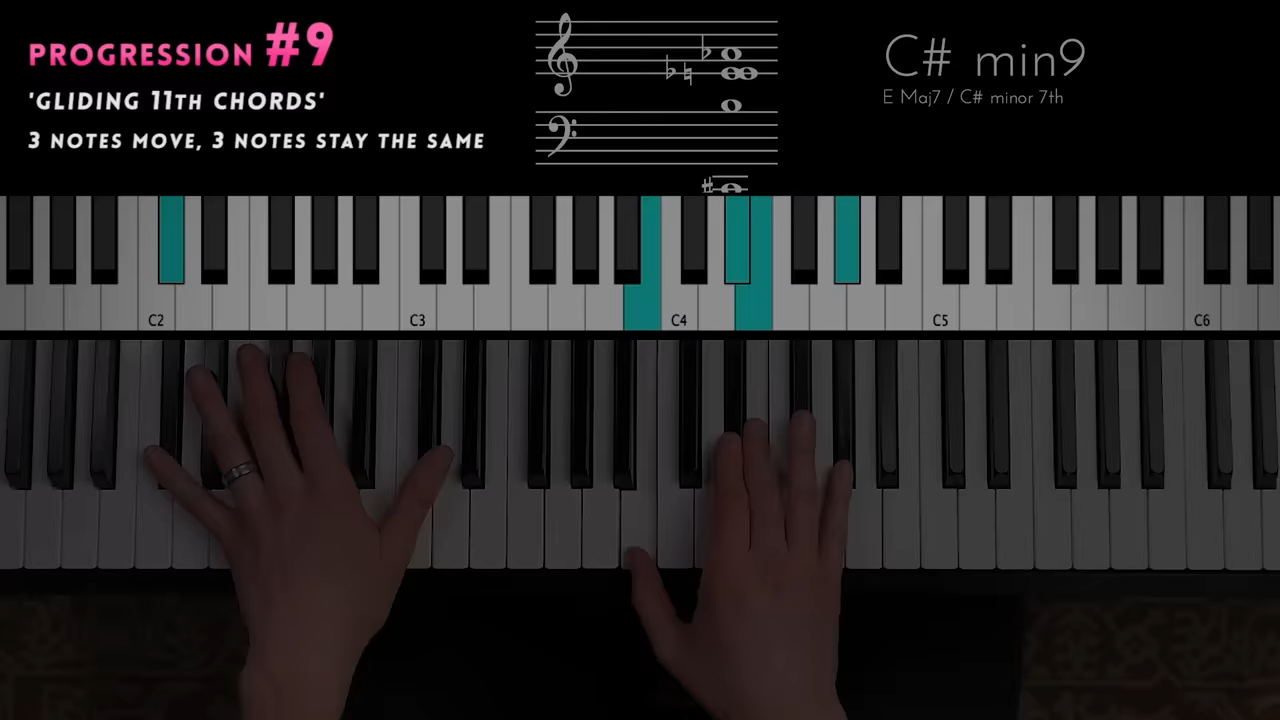 PROGRESSION #9
'GLIDING 11TH CHORDS'
3 NOTES MOVE, 3 NOTES STAY THE SAME
C# min9
E Maj7 / C# minor 7th
C2 C3 C4 C5 C6